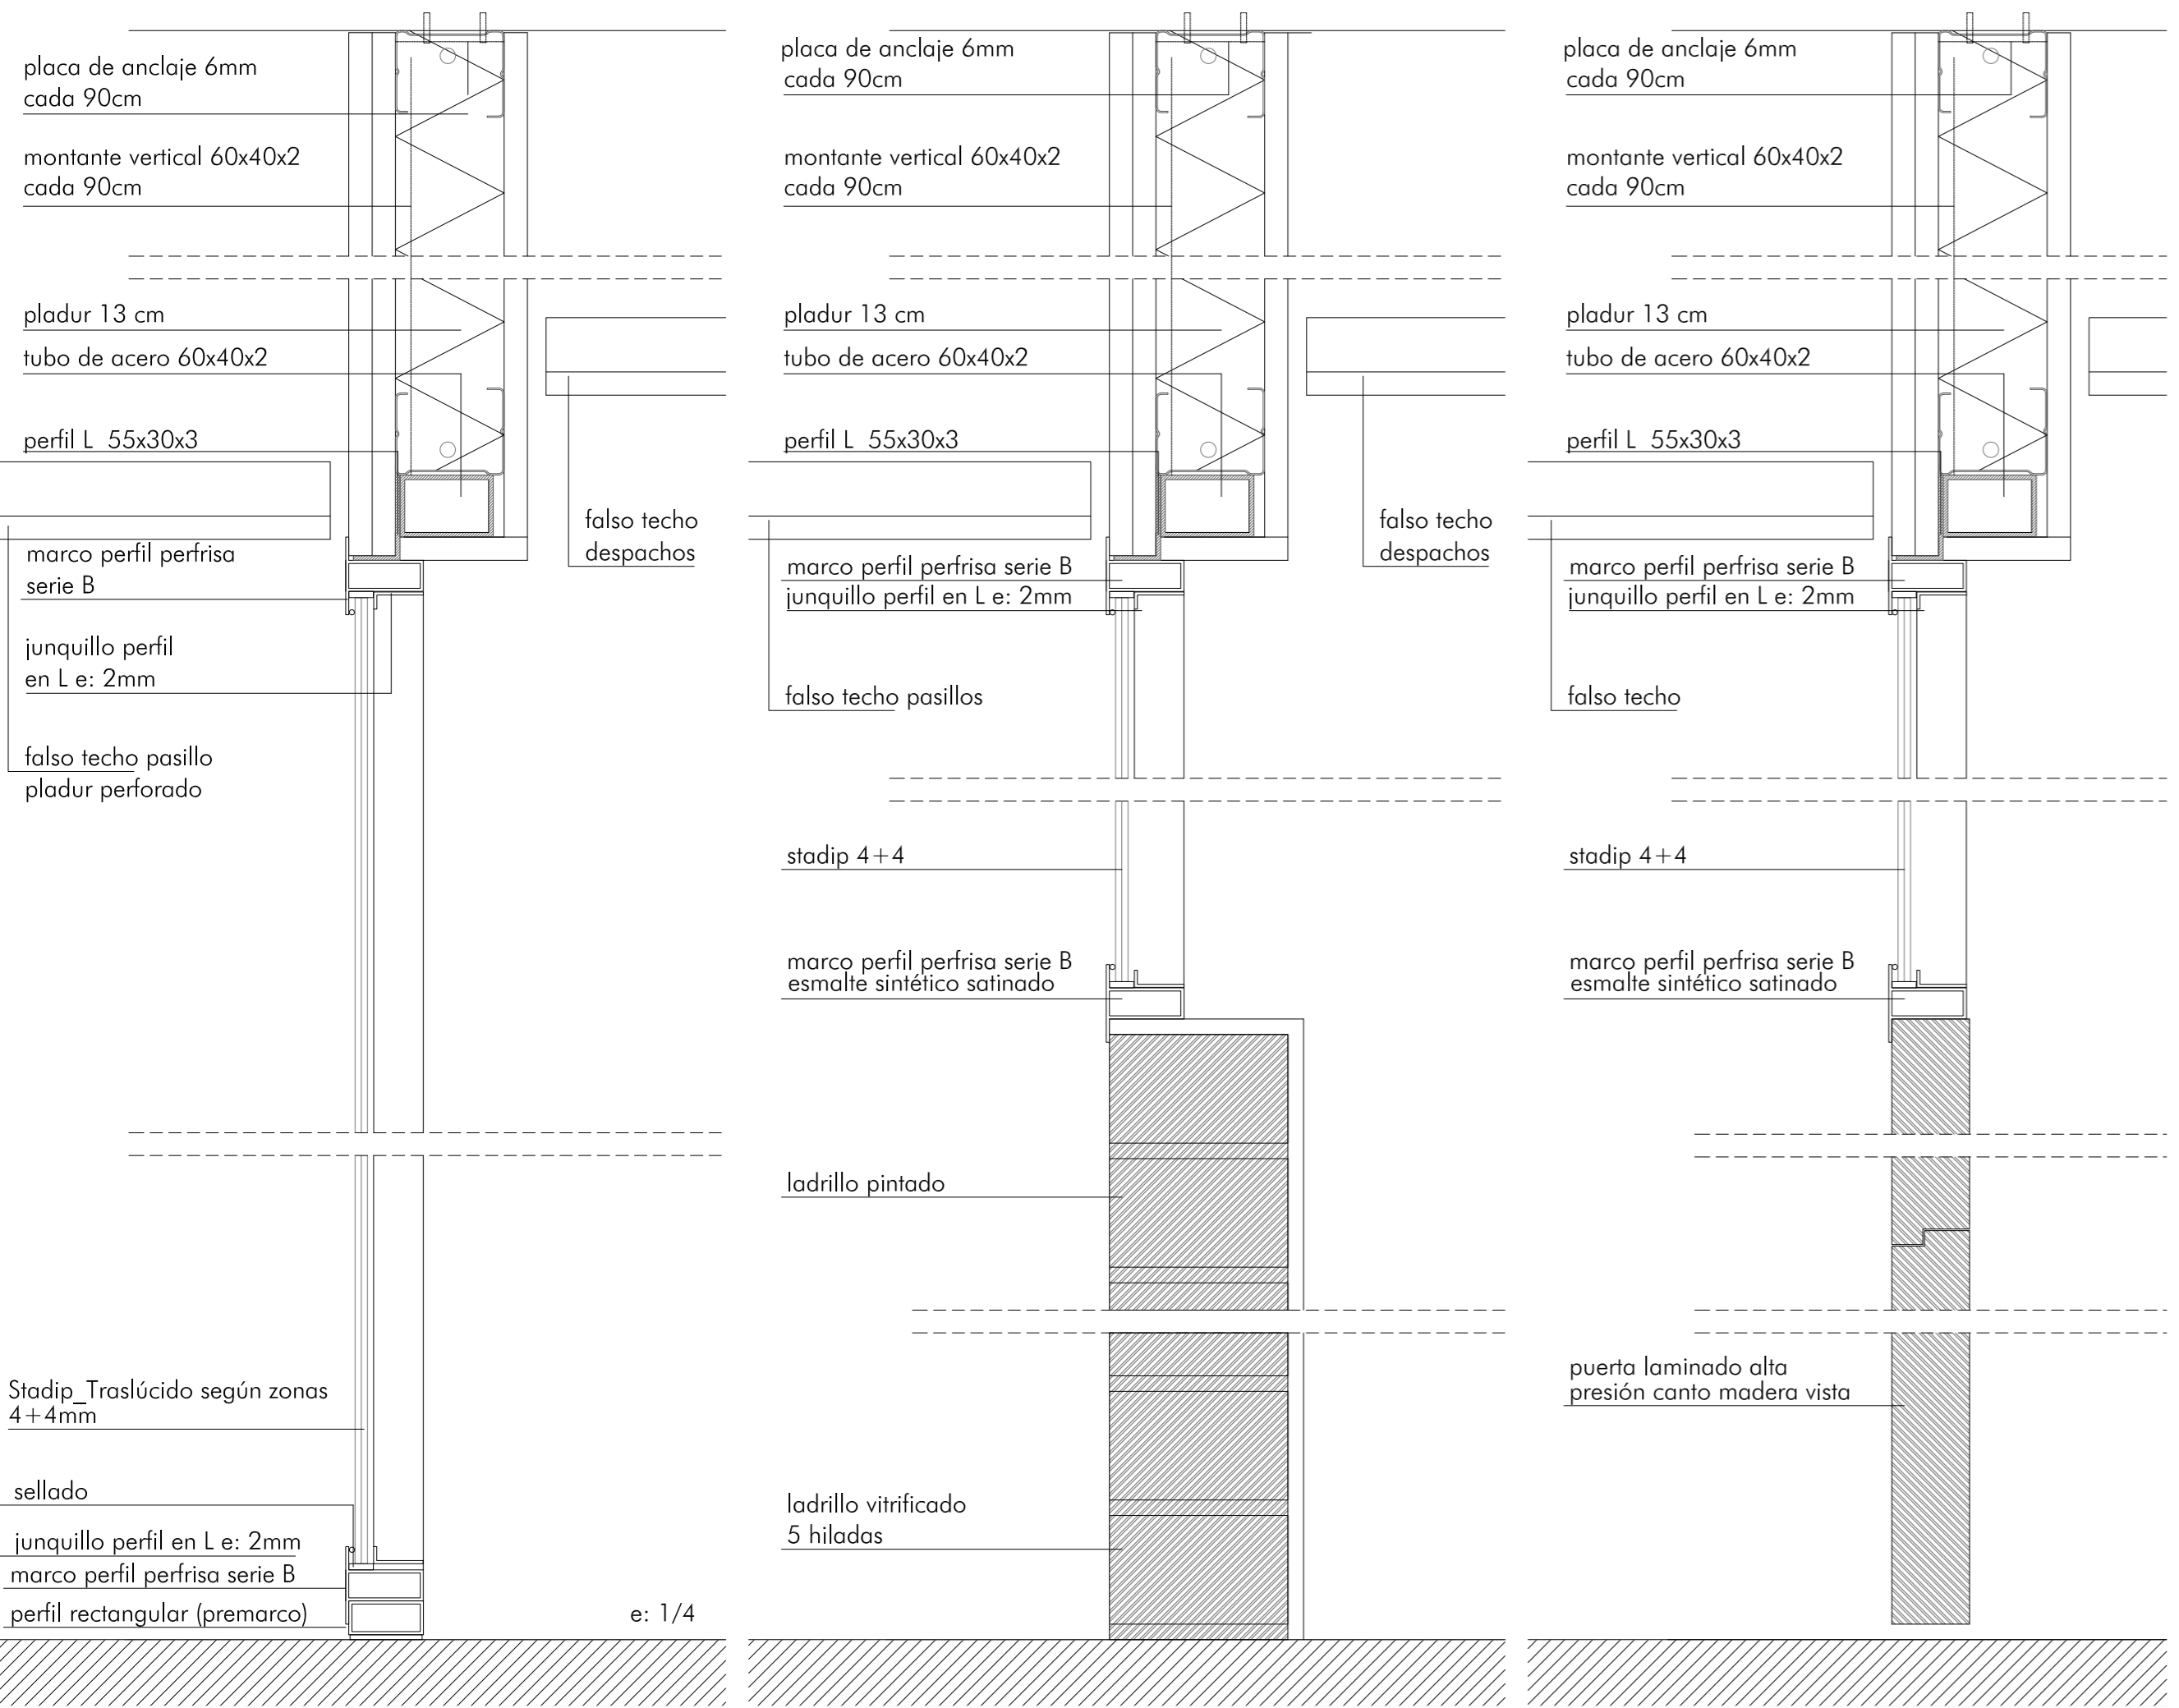 placa de anclaje 6mm
cada 90cm
montante vertical 60x40x2
cada 90cm
pladur 13 cm
tubo de acero 60x40x2
perfil L 55x30x3
falso techo
despachos
marco perfil perfrisa
serie B
junquillo perfil
en L e: 2mm
falso techo pasillo
pladur perforado
Stadip_Traslúcido según zonas
4+4mm
sellado
junquillo perfil en L e: 2mm
marco perfil perfrisa serie B
perfil rectangular (premarco)
e: 1/4
placa de anclaje 6mm
cada 90cm
montante vertical 60x40x2
cada 90cm
pladur 13 cm
tubo de acero 60x40x2
perfil L 55x30x3
falso techo
despachos
marco perfil perfrisa serie B
junquillo perfil en L e: 2mm
falso techo pasillos
stadip 4+4
marco perfil perfrisa serie B
esmalte sintético satinado
ladrillo pintado
ladrillo vitrificado
5 hiladas
placa de anclaje 6mm
cada 90cm
montante vertical 60x40x2
cada 90cm
pladur 13 cm
tubo de acero 60x40x2
perfil L 55x30x3
marco perfil perfrisa serie B
junquillo perfil en L e: 2mm
falso techo
stadip 4+4
marco perfil perfrisa serie B
esmalte sintético satinado
puerta laminado alta
presión canto madera vista